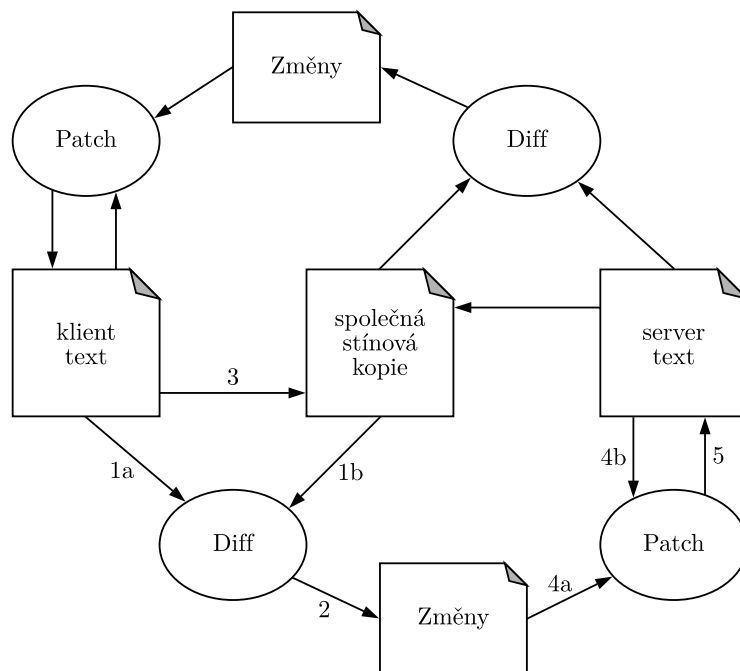 Změny
Patch
Diff
klient
text
společná
stínová
kopie
server
text
3
1a
1b
4b
5
Diff
Patch
2
Změny
4a